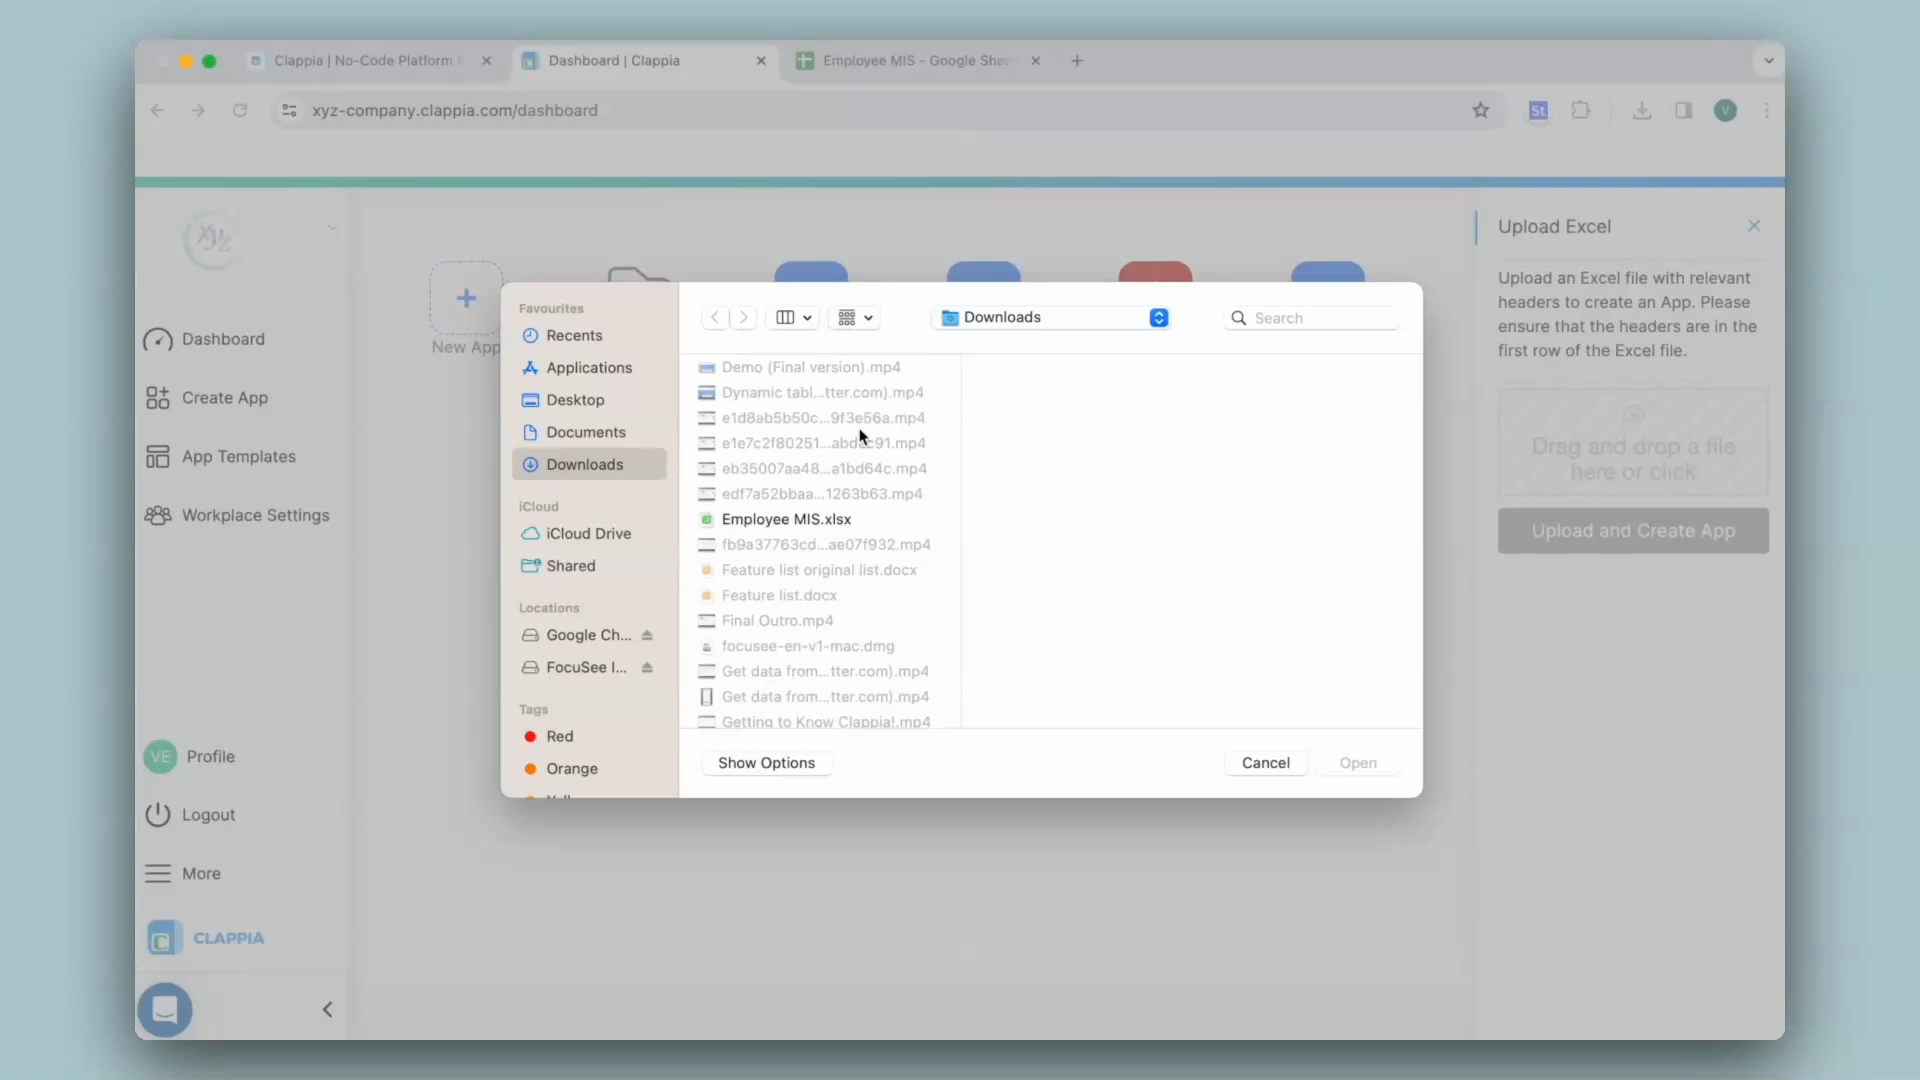 Clappia | No-Code Platform
Dashboard | Clappia
Employee MIS - Google She
xyz-company.clappia.com/dashboard
St
V
XYZ
Dashboard
Create App
App Templates
Workplace Settings
VE Profile
Logout
More
CLAPPIA
New App
Favourites
Recents
Applications
Desktop
Documents
Downloads
iCloud
iCloud Drive
Shared
Locations
Google Ch...
FocuSee I...
Tags
Red
Orange
Downloads
Search
Demo (Final version).mp4
Dynamic tabl...tter.com).mp4
e1d8ab5b50c...9f3e56a.mp4
e1e7c2f80251...abdcc91.mp4
eb35007aa48...a1bd64c.mp4
edf7a52bbaa...1263b63.mp4
Employee MIS.xlsx
fb9a37763cd...ae07f932.mp4
Feature list original list.docx
Feature list.docx
Final Outro.mp4
focusee-en-v1-mac.dmg
Get data from...tter.com).mp4
Get data from...tter.com).mp4
Getting to Know Clappia!.mp4
Show Options
Cancel
Open
Upload Excel
Upload an Excel file with relevant
headers to create an App. Please
ensure that the headers are in the
first row of the Excel file.
Drag and drop a file
here or click
Upload and Create App